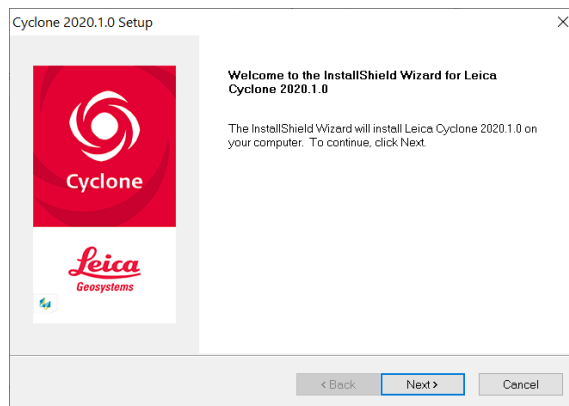 Cyclone 2020.1.0 Setup
Cyclone
Leica
Geosystems
Welcome to the InstallShield Wizard for Leica
Cyclone 2020.1.0
The InstallShield Wizard will install Leica Cyclone 2020.1.0 on
your computer. To continue, click Next.
< Back
Next >
Cancel